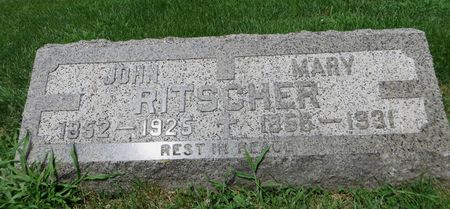 JOHN MARY
RITSCHER
1852–1925 1856–1931
REST IN PEACE